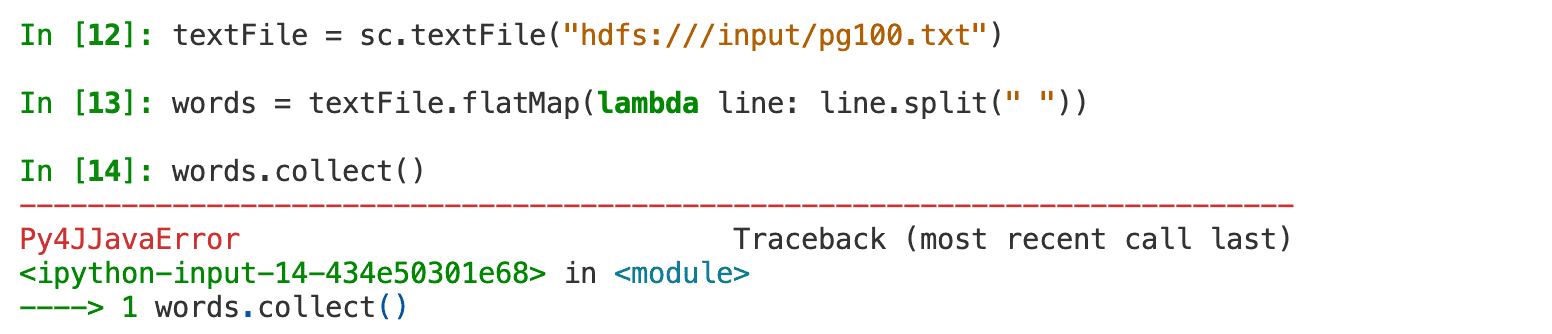 In [12]: textFile = sc.textFile("hdfs:///input/pg100.txt")
In [13]: words = textFile.flatMap(lambda line: line.split(" "))
In [14]: words.collect()
---------------------------------------------------------------------------
Py4JJavaError                             Traceback (most recent call last)
<ipython-input-14-434e50301e68> in <module>
----> 1 words.collect()